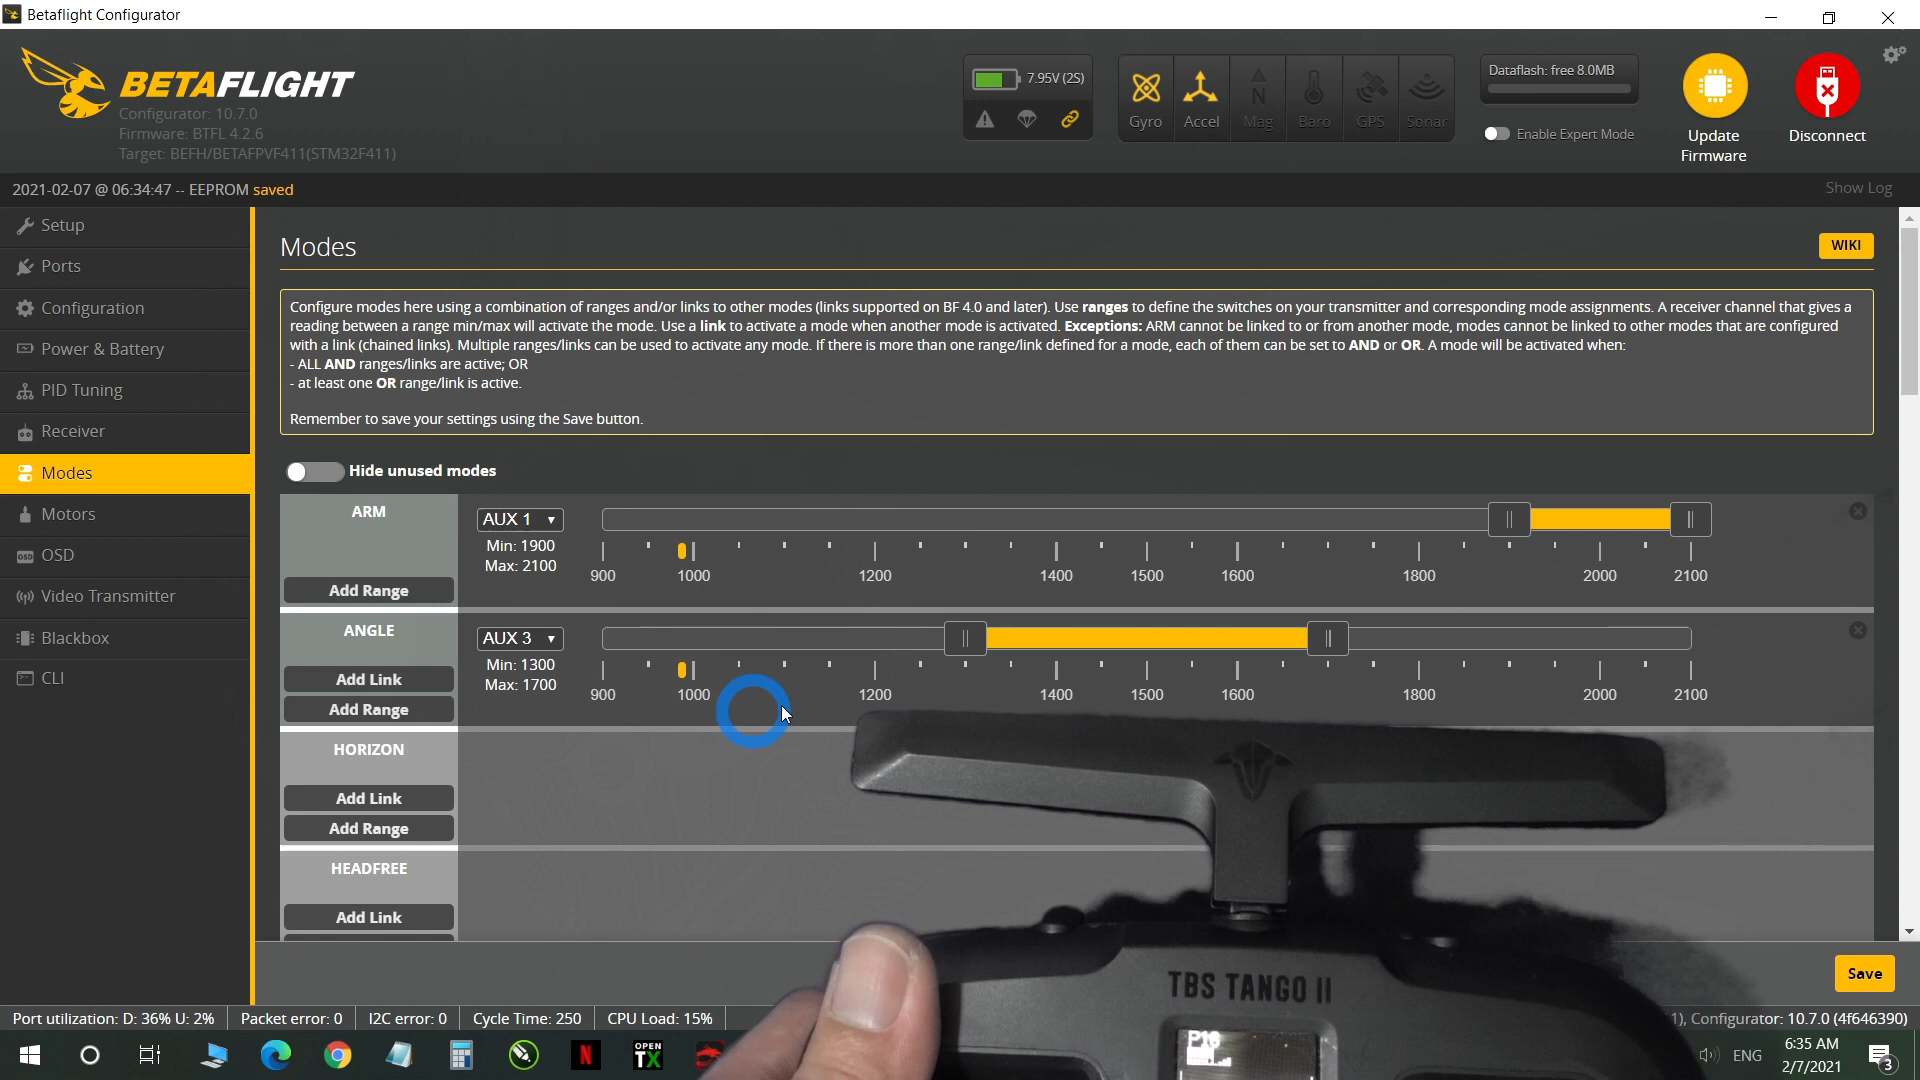 Betaflight Configurator
BETAFLIGHT
Configurator: 10.7.0
Firmware: BTFL 4.2.6
Target: BEFH/BETAFPVF411(STM32F411)
7.95V (2S)
Gyro
Accel
Mag
Baro
GPS
Sonar
Dataflash: free 8.0MB
Enable Expert Mode
Update
Firmware
Disconnect
2021-02-07 @ 06:34:47 -- EEPROM saved
Show Log
Setup
Ports
Configuration
Power & Battery
PID Tuning
Receiver
Modes
Motors
OSD
Video Transmitter
Blackbox
CLI
Modes
WIKI
Configure modes here using a combination of ranges and/or links to other modes (links supported on BF 4.0 and later). Use ranges to define the switches on your transmitter and corresponding mode assignments. A receiver channel that gives a
reading between a range min/max will activate the mode. Use a link to activate a mode when another mode is activated. Exceptions: ARM cannot be linked to or from another mode, modes cannot be linked to other modes that are configured
with a link (chained links). Multiple ranges/links can be used to activate any mode. If there is more than one range/link defined for a mode, each of them can be set to AND or OR. A mode will be activated when:
- ALL AND ranges/links are active; OR
- at least one OR range/link is active.
Remember to save your settings using the Save button.
Hide unused modes
ARM
Add Range
AUX 1
Min: 1900
Max: 2100
900 1000 1200 1400 1500 1600 1800 2000 2100
ANGLE
Add Link
Add Range
AUX 3
Min: 1300
Max: 1700
900 1000 1200 1400 1500 1600 1800 2000 2100
HORIZON
Add Link
Add Range
HEADFREE
Add Link
TBS TANGO II
Save
Port utilization: D: 36% U: 2%
Packet error: 0
I2C error: 0
Cycle Time: 250
CPU Load: 15%
1), Configurator: 10.7.0 (4f646390)
OPEN
TX
ENG
6:35 AM
2/7/2021
3